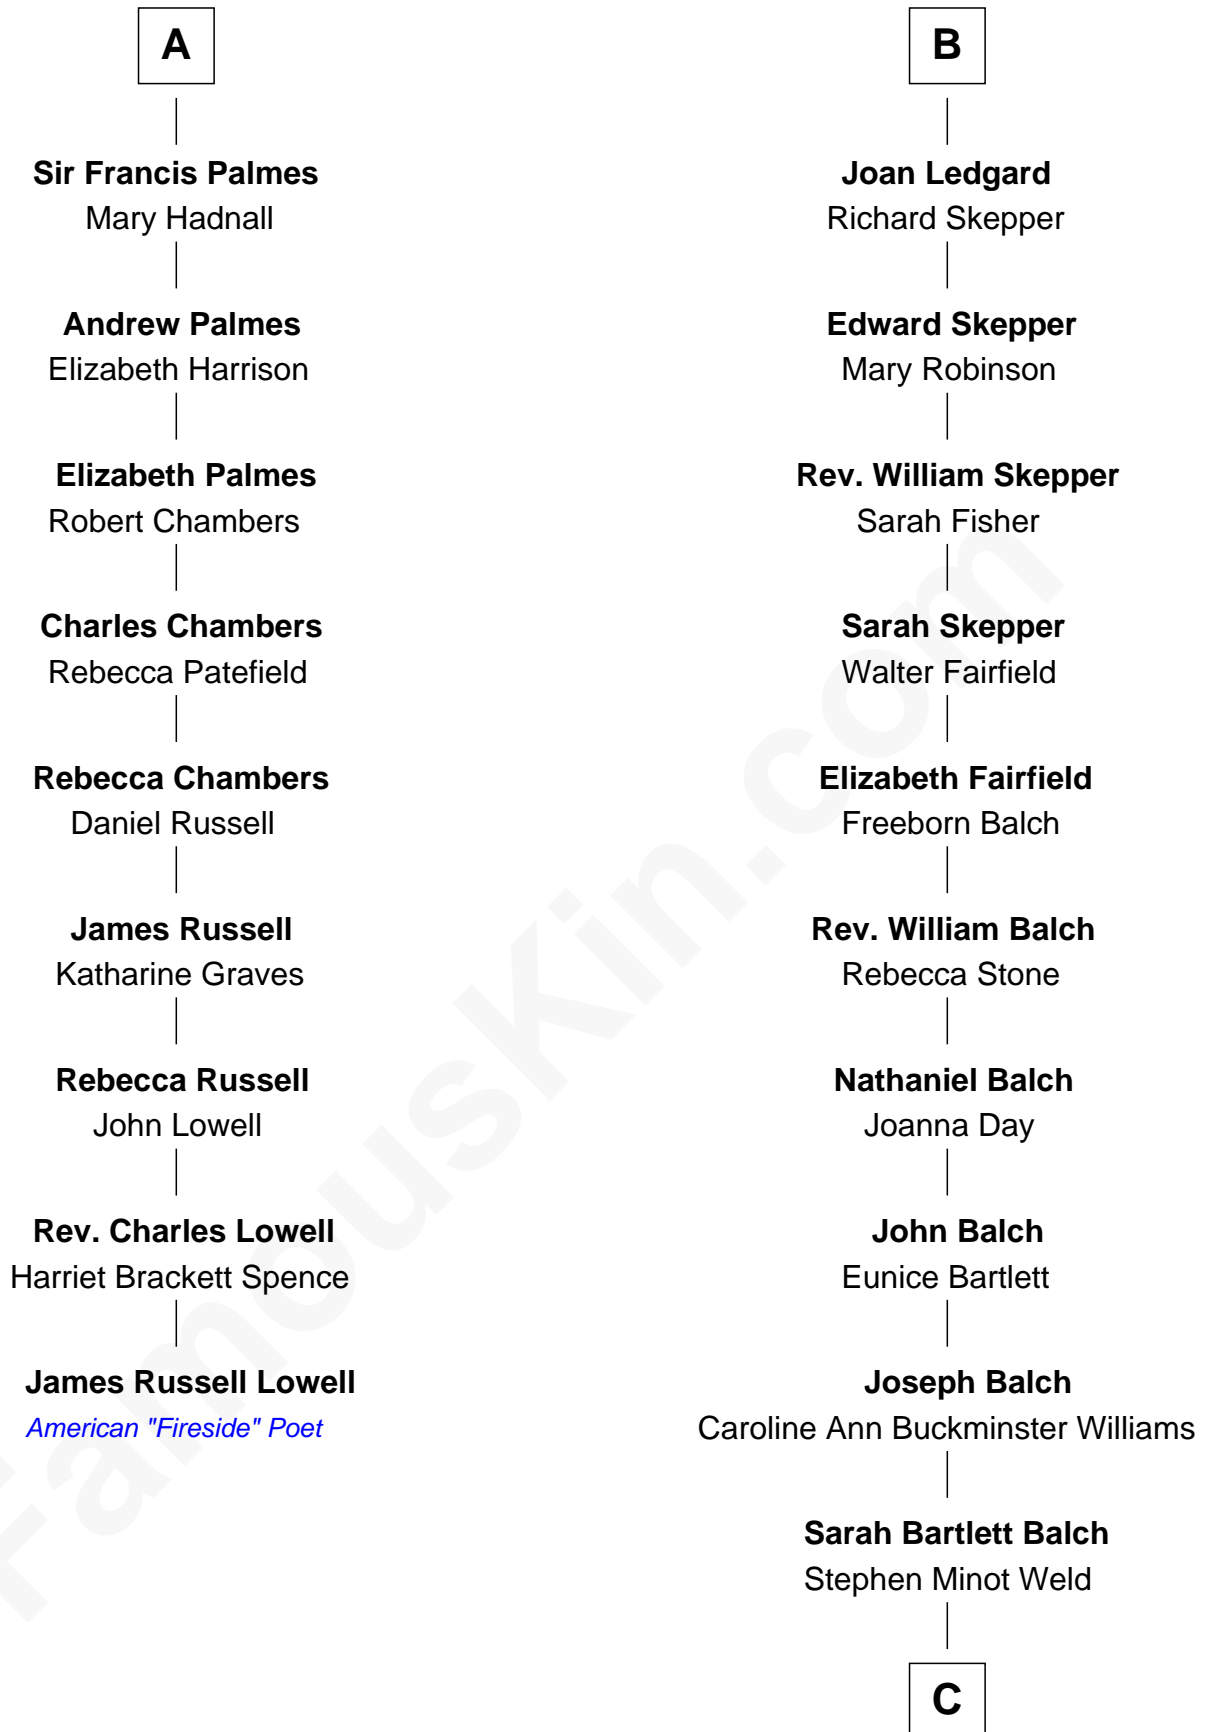 A
Sir Francis Palmes
Mary Hadnall
Andrew Palmes
Elizabeth Harrison
Elizabeth Palmes
Robert Chambers
Charles Chambers
Rebecca Patefield
Rebecca Chambers
Daniel Russell
James Russell
Katharine Graves
Rebecca Russell
John Lowell
Rev. Charles Lowell
Harriet Brackett Spence
James Russell Lowell
American "Fireside" Poet
B
Joan Ledgard
Richard Skepper
Edward Skepper
Mary Robinson
Rev. William Skepper
Sarah Fisher
Sarah Skepper
Walter Fairfield
Elizabeth Fairfield
Freeborn Balch
Rev. William Balch
Rebecca Stone
Nathaniel Balch
Joanna Day
John Balch
Eunice Bartlett
Joseph Balch
Caroline Ann Buckminster Williams
Sarah Bartlett Balch
Stephen Minot Weld
C
FamousKin.com